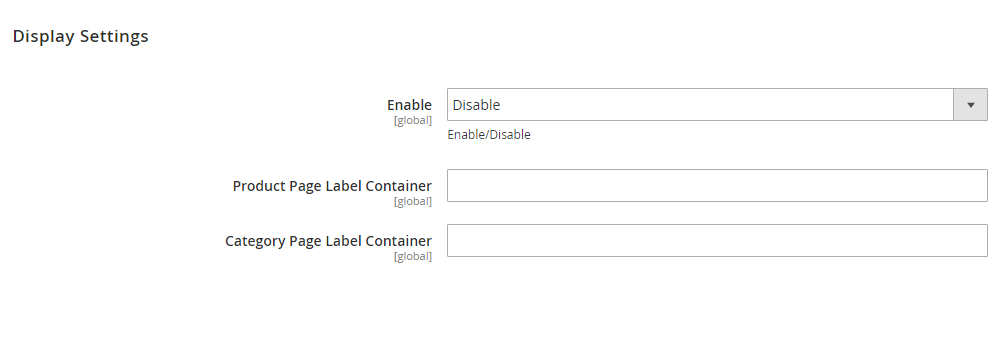 Display Settings
Enable
[global]
Disable
Enable/Disable
Product Page Label Container
[global]
Category Page Label Container
[global]